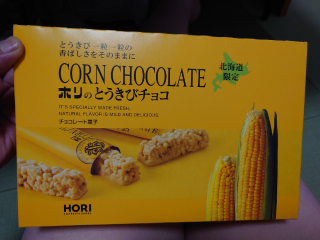 とうきび一粒一粒の
香ばしさをそのままに
北海道
限定
CORN CHOCOLATE
ホリのとうきびチョコ
IT'S SPECIALLY MADE FRESH.
NATURAL FLAVOR IS MILD AND DELICIOUS.
チョコレート菓子
HORI